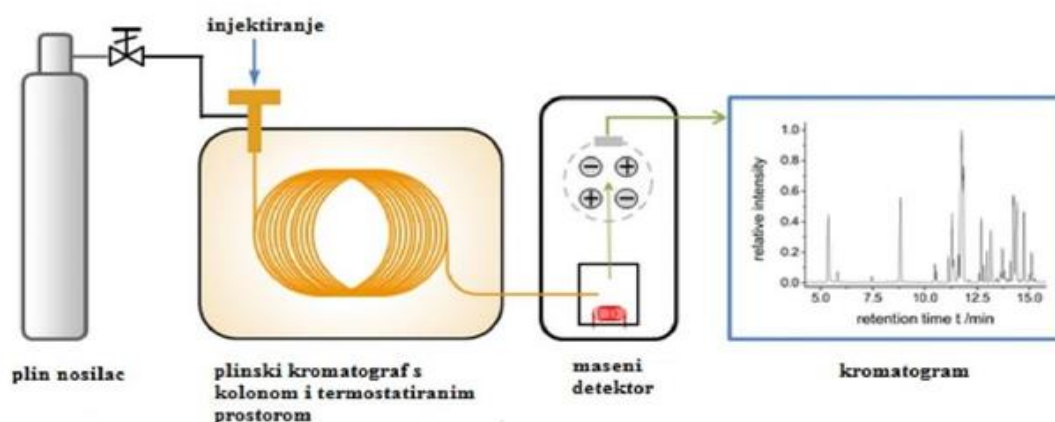 injektiranje
plin nosilac
plinski kromatograf s
kolonom i termostatiranim
prostorom
maseni
detektor
relative intensity
1.0
0.8
0.6
0.4
0.2
0.0
5.0 7.5 10.0 12.5 15.0
retention time t /min
kromatogram